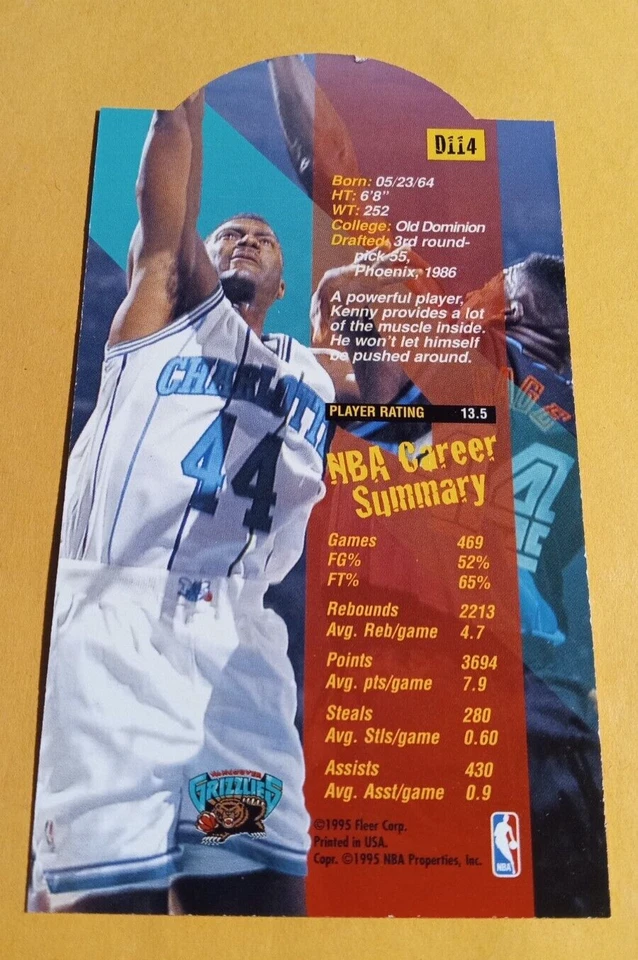 D114
Born: 05/23/64
HT: 6'8"
WT: 252
College: Old Dominion
Drafted: 3rd round-
pick 55,
Phoenix, 1986
A powerful player,
Kenny provides a lot
of the muscle inside.
He won't let himself
be pushed around.
CHARLOTTE
44
PLAYER RATING 13.5
NBA Career
Summary
Games 469
FG% 52%
FT% 65%
Rebounds 2213
Avg. Reb/game 4.7
Points 3694
Avg. pts/game 7.9
Steals 280
Avg. Stls/game 0.60
Assists 430
Avg. Asst/game 0.9
VANCOUVER
GRIZZLIES
©1995 Fleer Corp.
Printed in USA.
Copr. ©1995 NBA Properties, Inc.
NBA